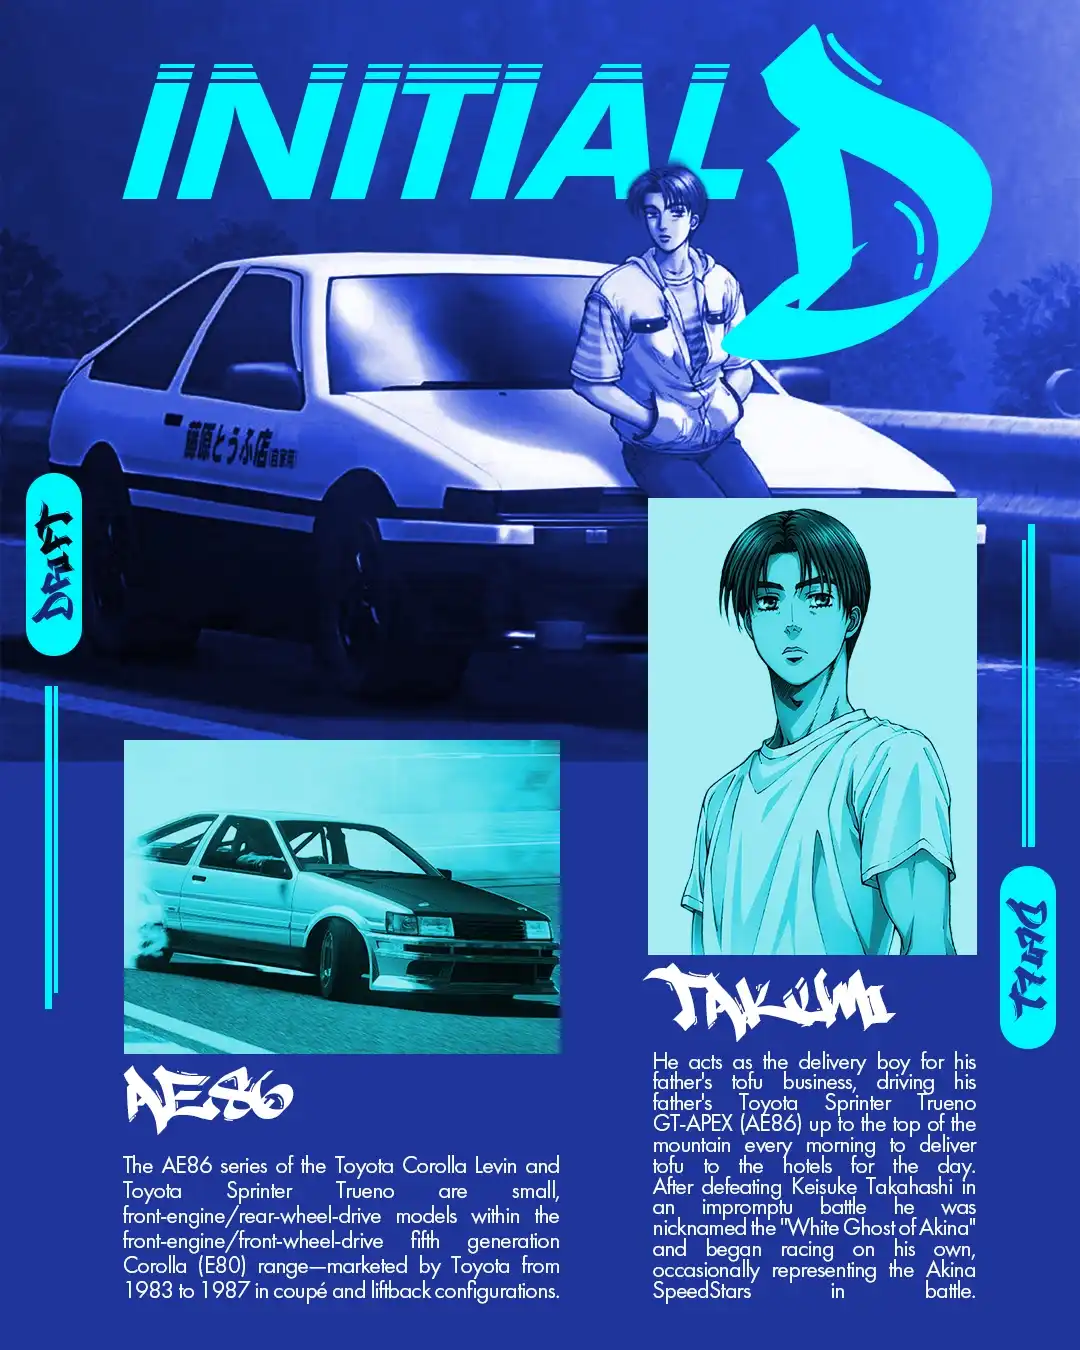 INITIAL D
藤原とうふ店(自家用)
DRIFT
DRIFT
TAKUMI
He acts as the delivery boy for his
father's tofu business, driving his
father's Toyota Sprinter Trueno
GT-APEX (AE86) up to the top of the
mountain every morning to deliver
tofu to the hotels for the day.
After defeating Keisuke Takahashi in
an impromptu battle he was
nicknamed the "White Ghost of Akina"
and began racing on his own,
occasionally representing the Akina
SpeedStars in battle.
AE86
The AE86 series of the Toyota Corolla Levin and
Toyota Sprinter Trueno are small,
front-engine/rear-wheel-drive models within the
front-engine/front-wheel-drive fifth generation
Corolla (E80) range—marketed by Toyota from
1983 to 1987 in coupé and liftback configurations.